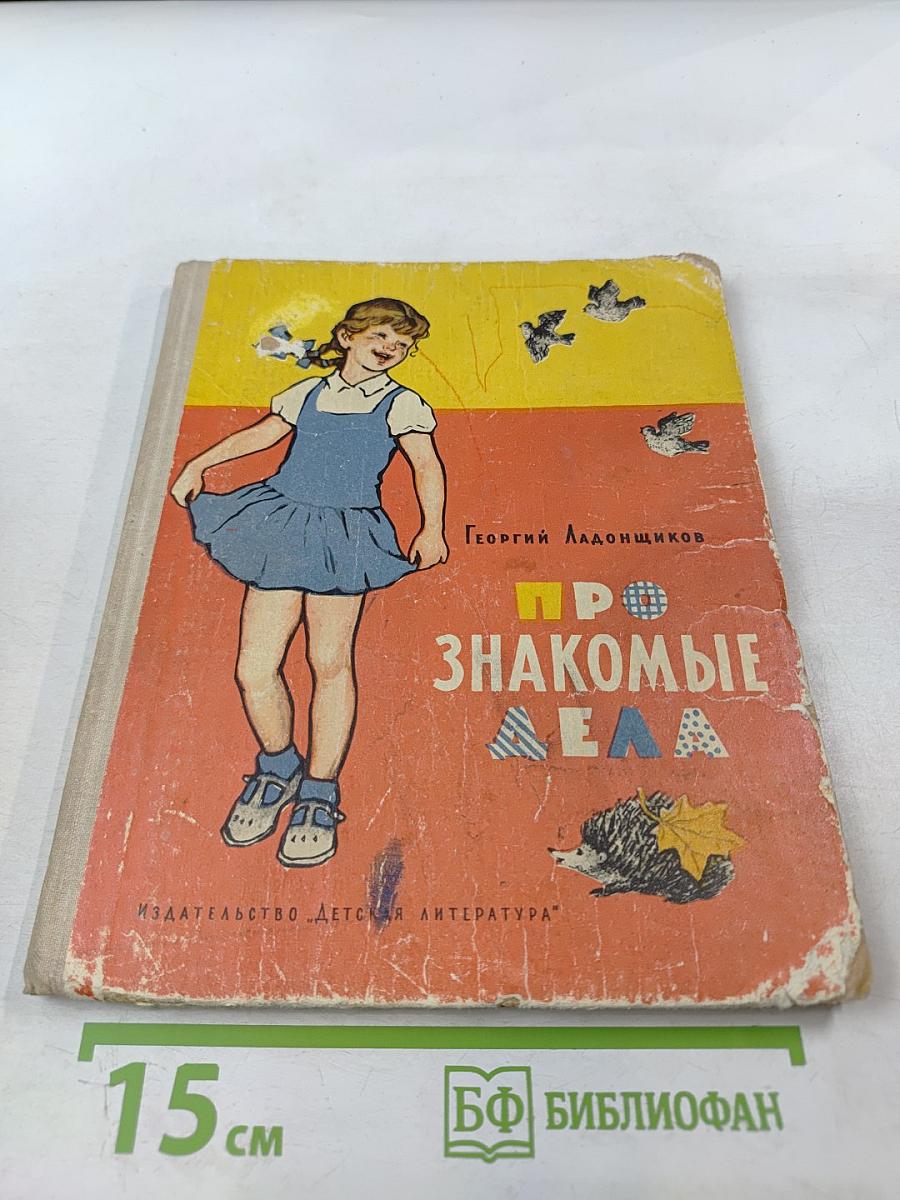 Георгий Ладонщиков
ПРО
ЗНАКОМЫЕ
ДЕЛА
Издательство „Детская литература"
15 см
БФ БИБЛИОФАН